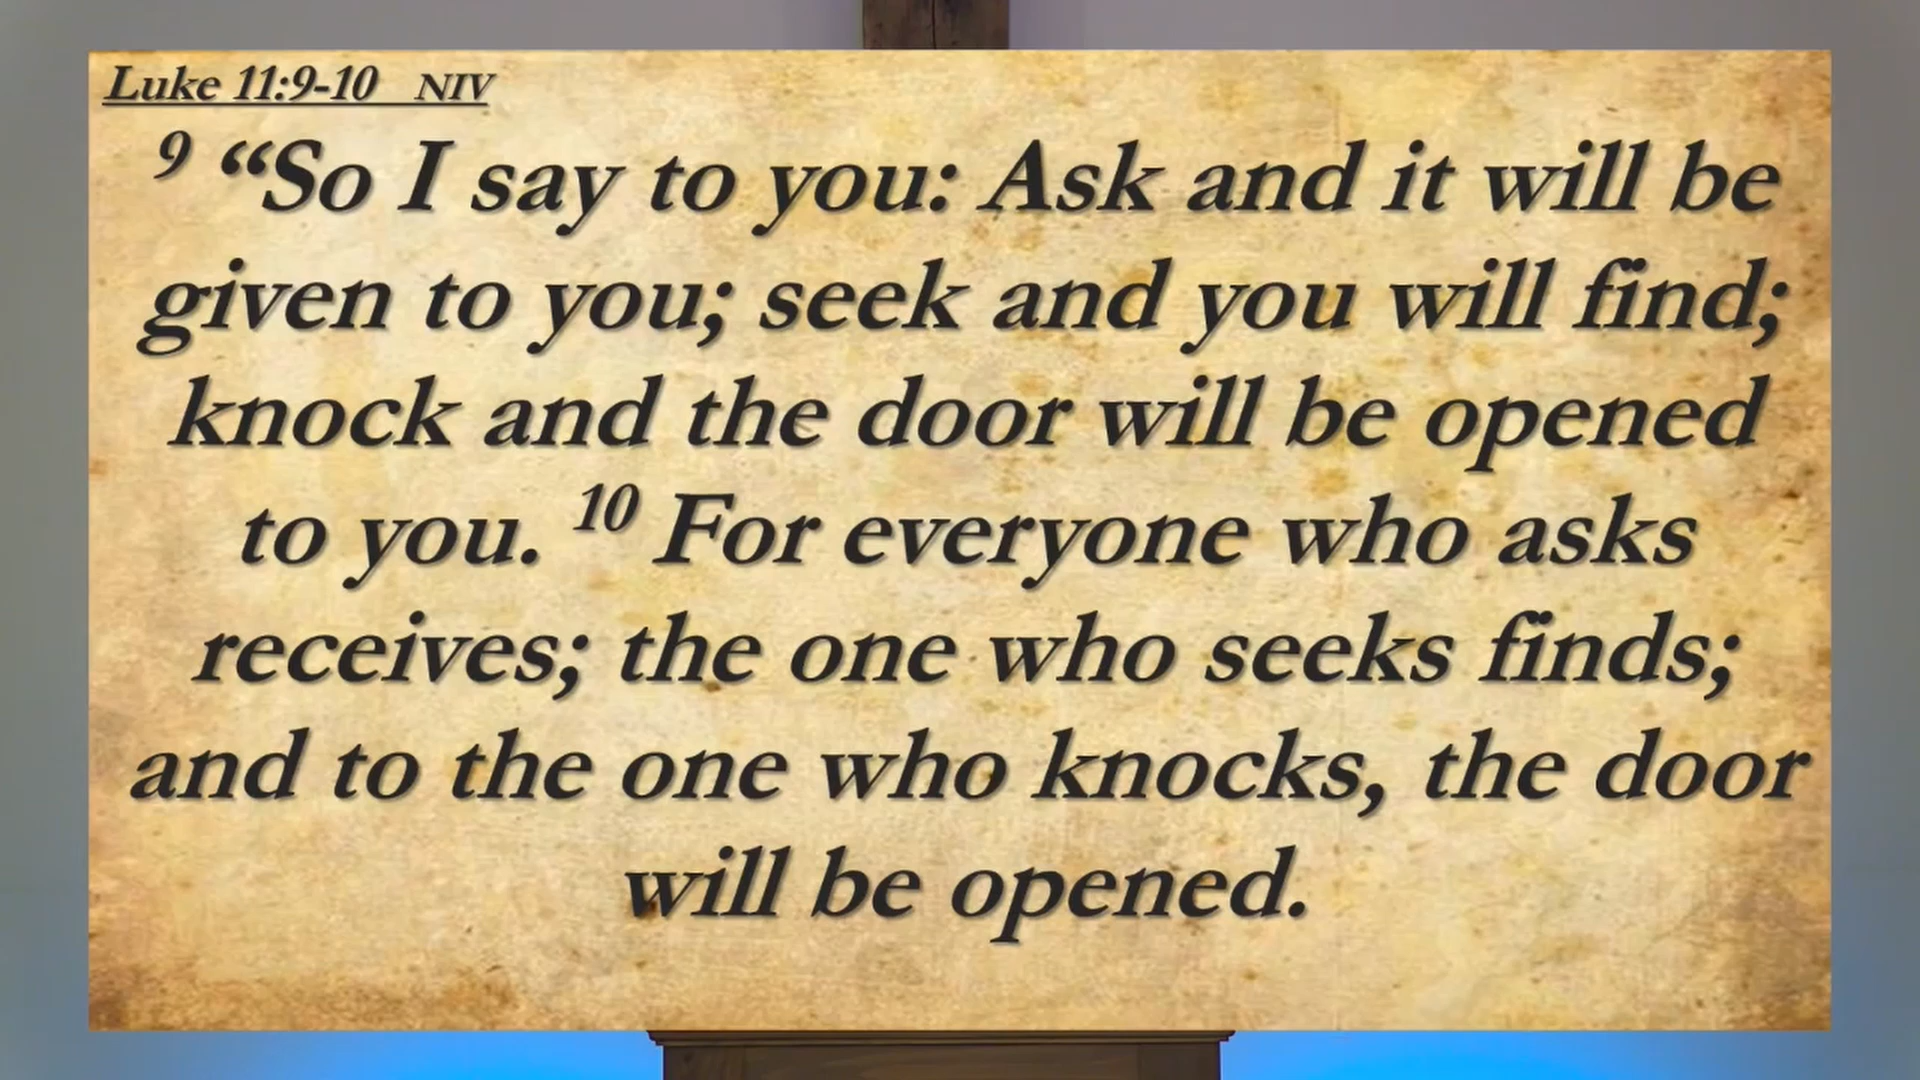 Luke 11:9-10 NIV
9 “So I say to you: Ask and it will be
given to you; seek and you will find;
knock and the door will be opened
to you. 10 For everyone who asks
receives; the one who seeks finds;
and to the one who knocks, the door
will be opened.